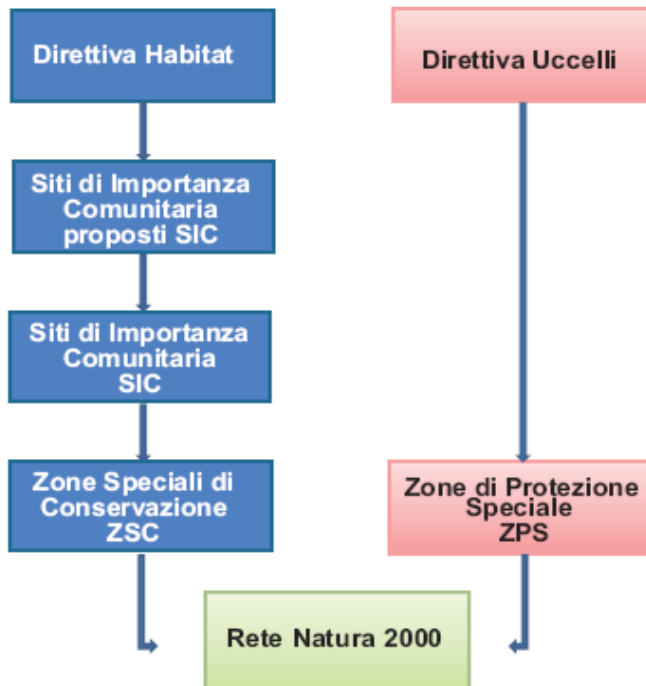 Direttiva Habitat
Direttiva Uccelli
Siti di Importanza
Comunitaria
proposti SIC
Siti di Importanza
Comunitaria
SIC
Zone Speciali di
Conservazione
ZSC
Zone di Protezione
Speciale
ZPS
Rete Natura 2000